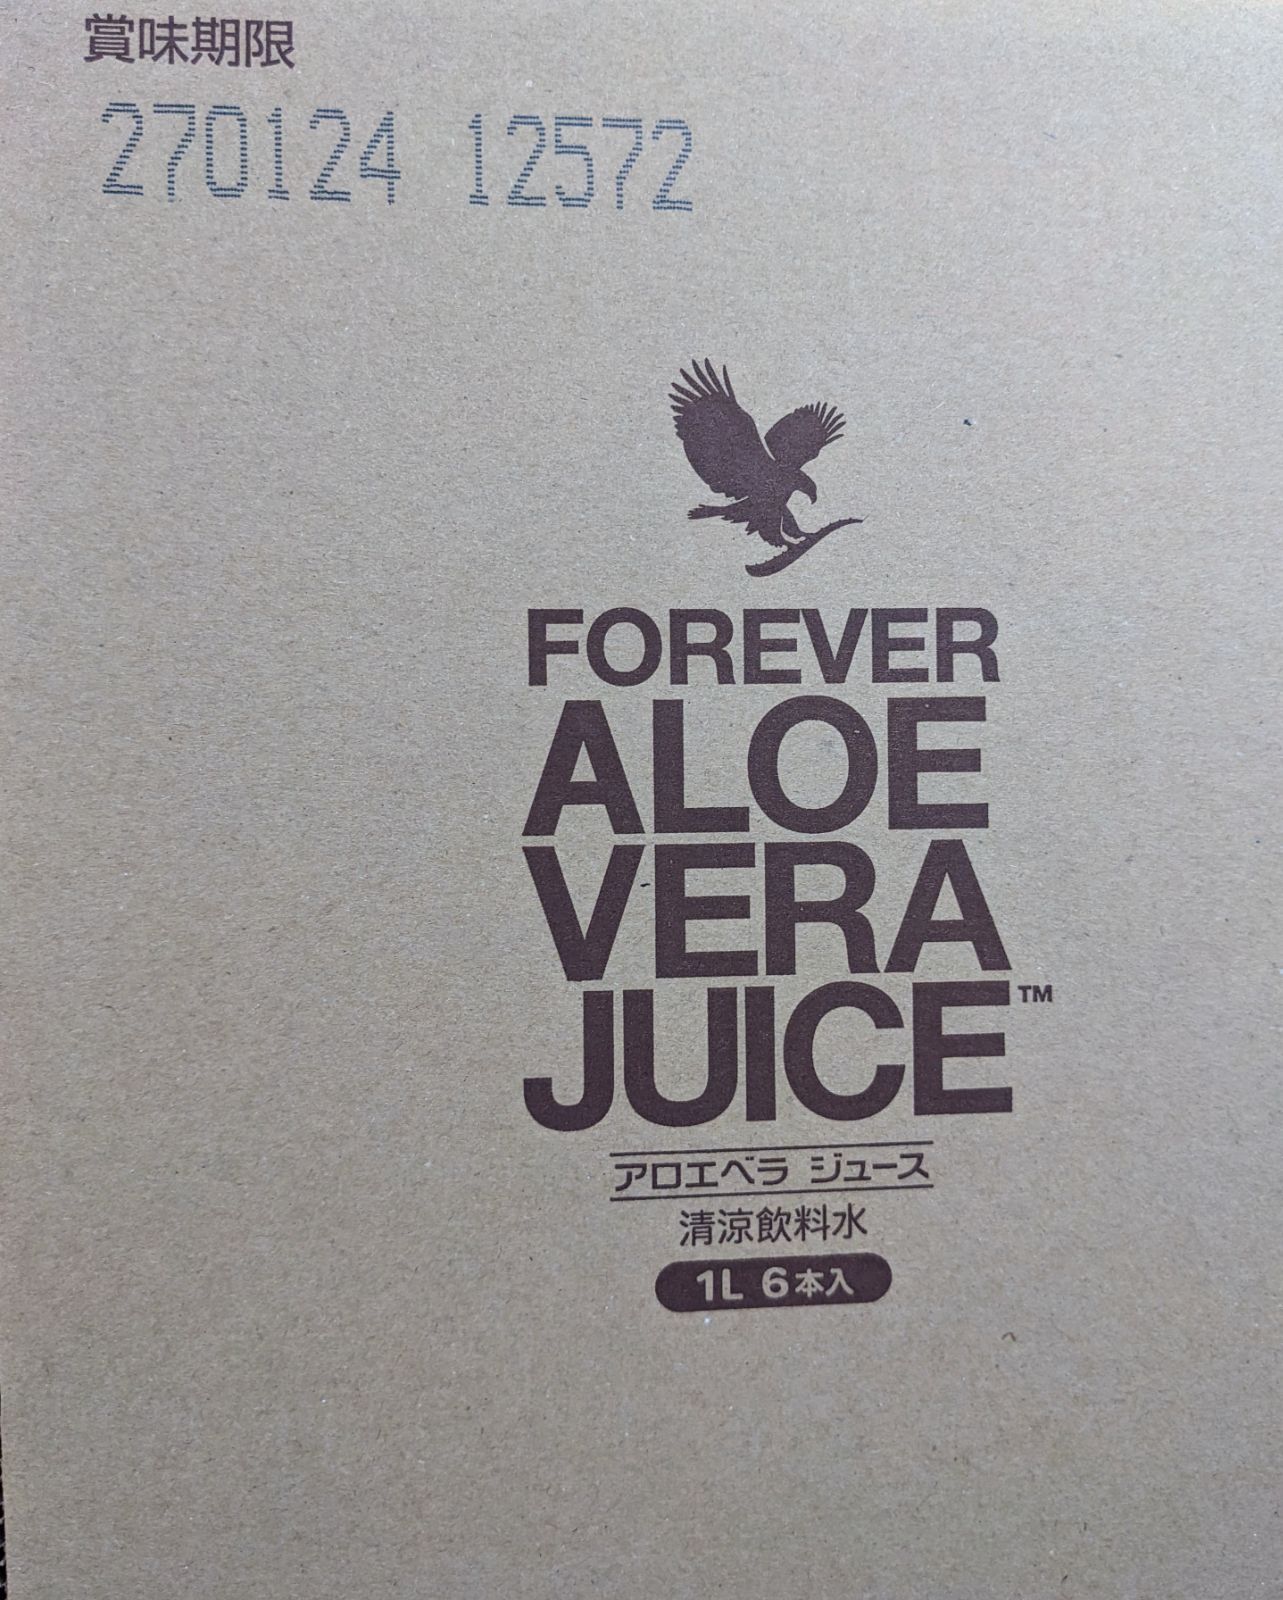 賞味期限
270124 12572
FOREVER
ALOE
VERA
JUICE™
アロエベラ ジュース
清涼飲料水
1L 6本入